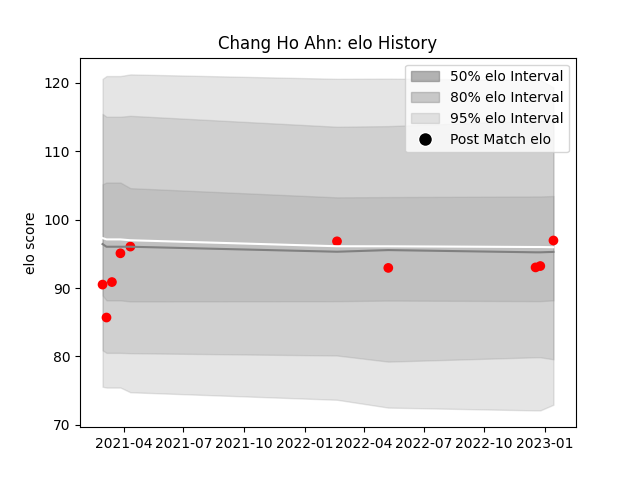 Chang Ho Ahn: elo History
50% elo Interval
80% elo Interval
95% elo Interval
Post Match elo
elo score
120
110
100
90
80
70
2021-04 2021-07 2021-10 2022-01 2022-04 2022-07 2022-10 2023-01